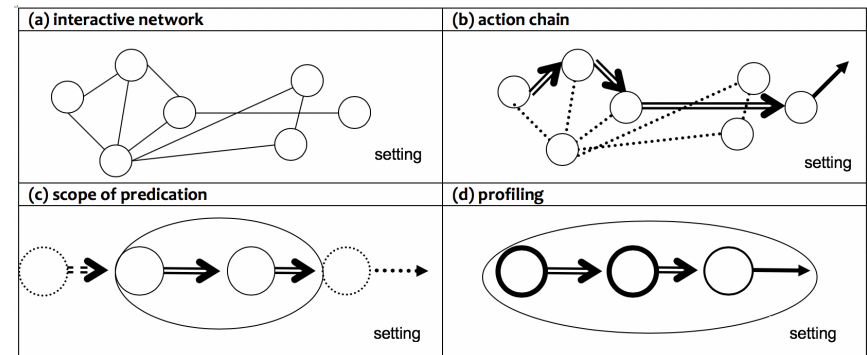 (a) interactive network
(b) action chain
setting
setting
(c) scope of predication
(d) profiling
setting
setting